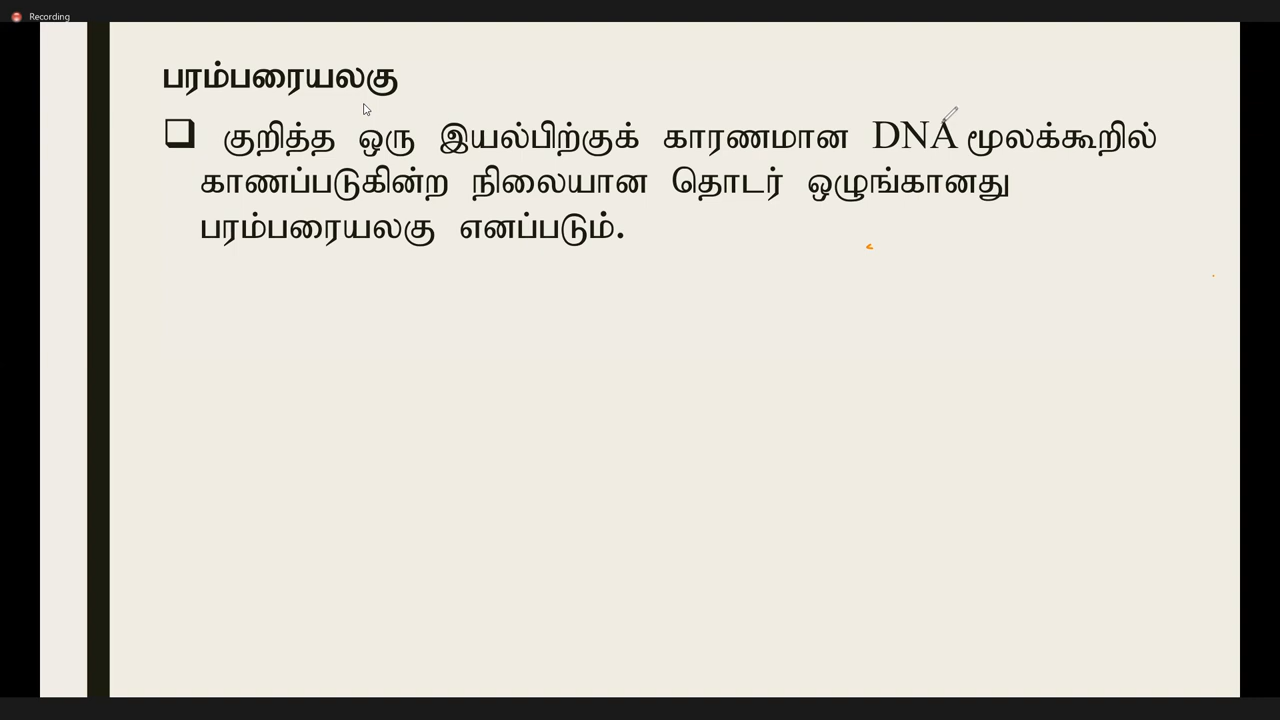 Recording
பரம்பரையலகு
❑ குறித்த ஒரு இயல்பிற்குக் காரணமான DNA மூலக்கூறில்
காணப்படுகின்ற நிலையான தொடர் ஒழுங்கானது
பரம்பரையலகு எனப்படும்.